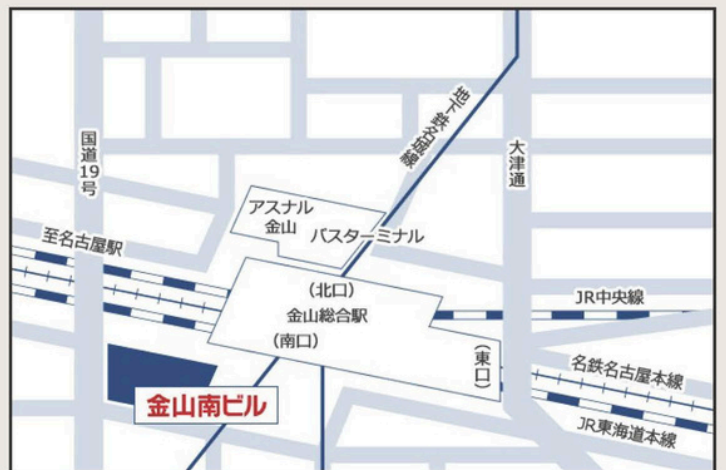 地下鉄名城線
国道19号
大津通
アスナル
金山
バスターミナル
至名古屋駅
(北口)
金山総合駅
(南口)
(東口)
JR中央線
名鉄名古屋本線
JR東海道本線
金山南ビル